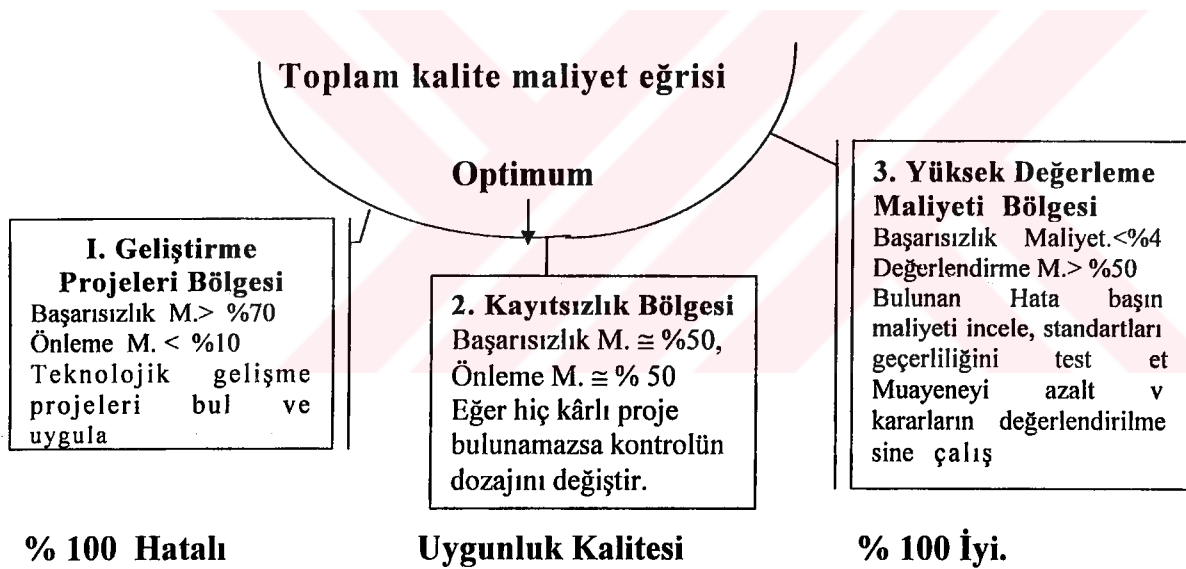 Toplam kalite maliyet eğrisi
Optimum
I. Geliştirme
Projeleri Bölgesi
Başarısızlık M.> %70
Önleme M. < %10
Teknolojik gelişme
projeleri bul ve
uygula
2. Kayıtsızlık Bölgesi
Başarısızlık M. ≅ %50,
Önleme M. ≅ % 50
Eğer hiç kârlı proje
bulunamazsa kontrolün
dozajını değiştir.
3. Yüksek Değerleme
Maliyeti Bölgesi
Başarısızlık Maliyet.<%4
Değerlendirme M.> %50
Bulunan Hata başın
maliyeti incele, standartları
geçerliliğini test et
Muayeneyi azalt v
kararların değerlendirilme
sine çalış
% 100 Hatalı
Uygunluk Kalitesi
% 100 İyi.